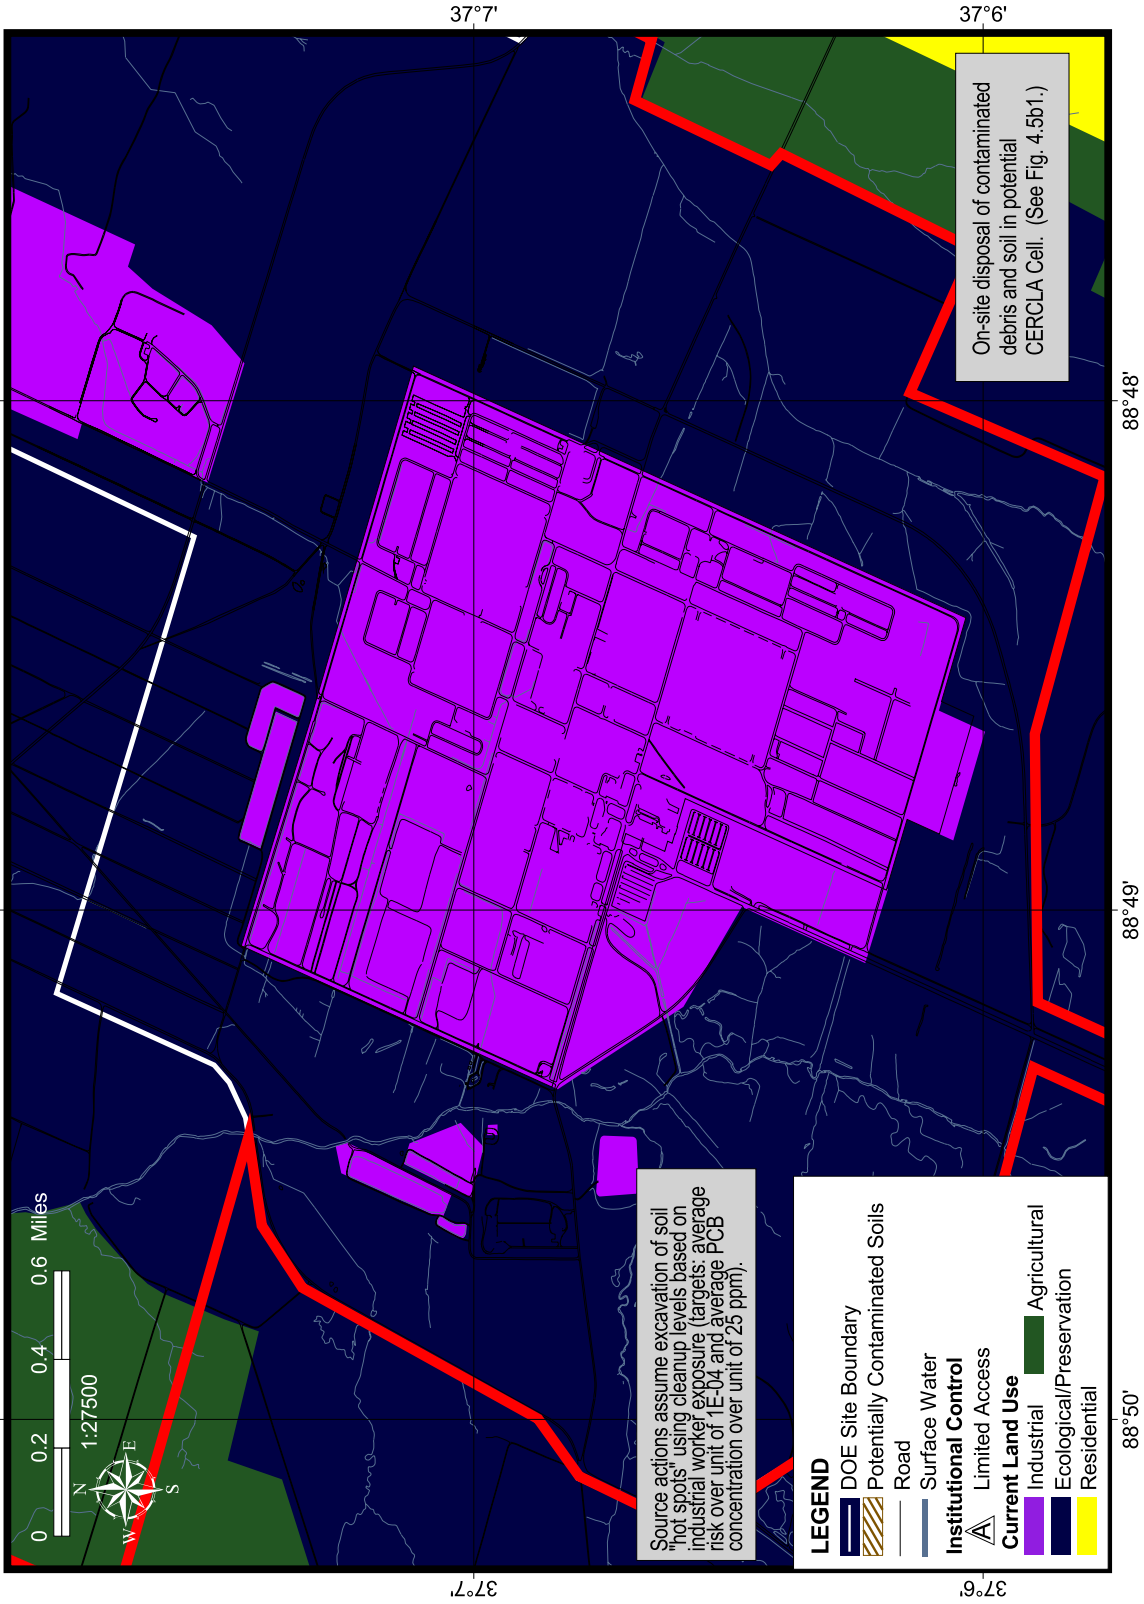 37°7'
37°6'
On-site disposal of contaminated
debris and soil in potential
CERCLA Cell. (See Fig. 4.5b1.)
88°48'
88°49'
88°50'
0 0.2 0.4 0.6 Miles
1:27500
N
E
S
W
Source actions assume excavation of soil
"hot spots" using cleanup levels based on
industrial worker exposure (targets: average
risk over unit of 1E-04 and average PCB
concentration over unit of 25 ppm).
LEGEND
DOE Site Boundary
Potentially Contaminated Soils
Road
Surface Water
Institutional Control
A Limited Access
Current Land Use
Industrial
Agricultural
Ecological/Preservation
Residential
37°7'
37°6'